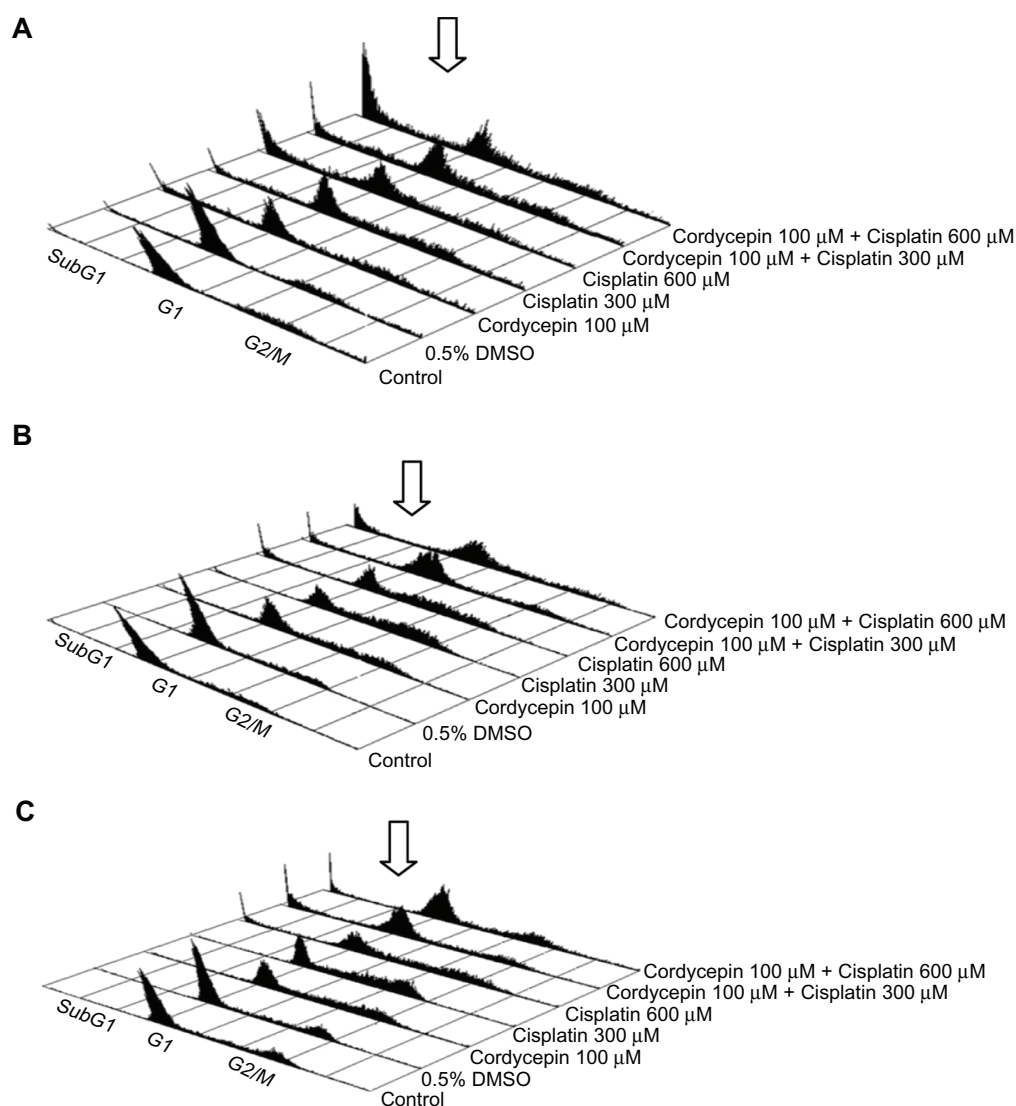 A
Cordycepin 100 μM + Cisplatin 600 μM
Cordycepin 100 μM + Cisplatin 300 μM
Cisplatin 600 μM
Cisplatin 300 μM
Cordycepin 100 μM
0.5% DMSO
Control
SubG1
G1
G2/M
B
Cordycepin 100 μM + Cisplatin 600 μM
Cordycepin 100 μM + Cisplatin 300 μM
Cisplatin 600 μM
Cisplatin 300 μM
Cordycepin 100 μM
0.5% DMSO
Control
SubG1
G1
G2/M
C
Cordycepin 100 μM + Cisplatin 600 μM
Cordycepin 100 μM + Cisplatin 300 μM
Cisplatin 600 μM
Cisplatin 300 μM
Cordycepin 100 μM
0.5% DMSO
Control
SubG1
G1
G2/M